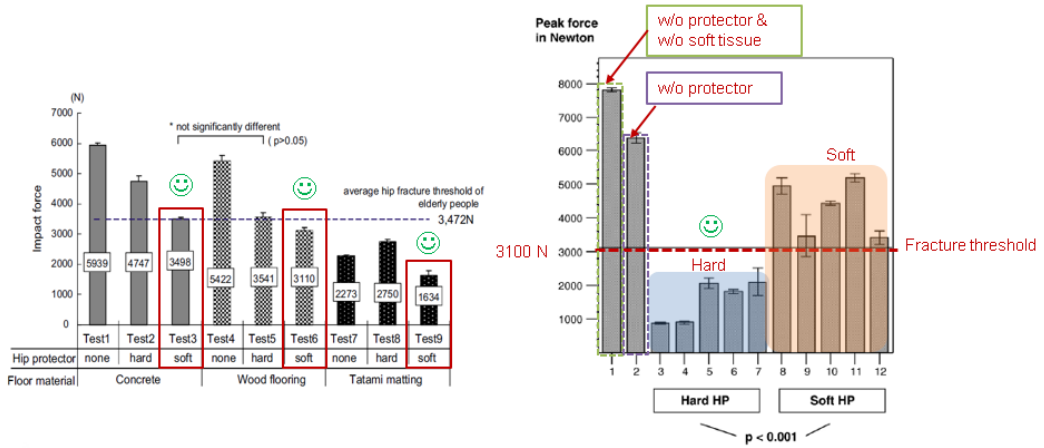 (N)
7000
6000
5000
4000
3000
2000
1000
0
Impact force
* not significantly different
( p>0.05)
average hip fracture threshold of
elderly people
3,472N
5939
4747
3498
5422
3541
3110
2273
2750
1634
Test1 Test2 Test3 Test4 Test5 Test6 Test7 Test8 Test9
Hip protector none hard soft none hard soft none hard soft
Floor material Concrete Wood flooring Tatami matting
Peak force
in Newton
w/o protector &
w/o soft tissue
w/o protector
8000
7000
6000
5000
4000
3000
2000
1000
Soft
3100 N
Fracture threshold
Hard
1 2 3 4 5 6 7 8 9 10 11 12
Hard HP Soft HP
p < 0.001